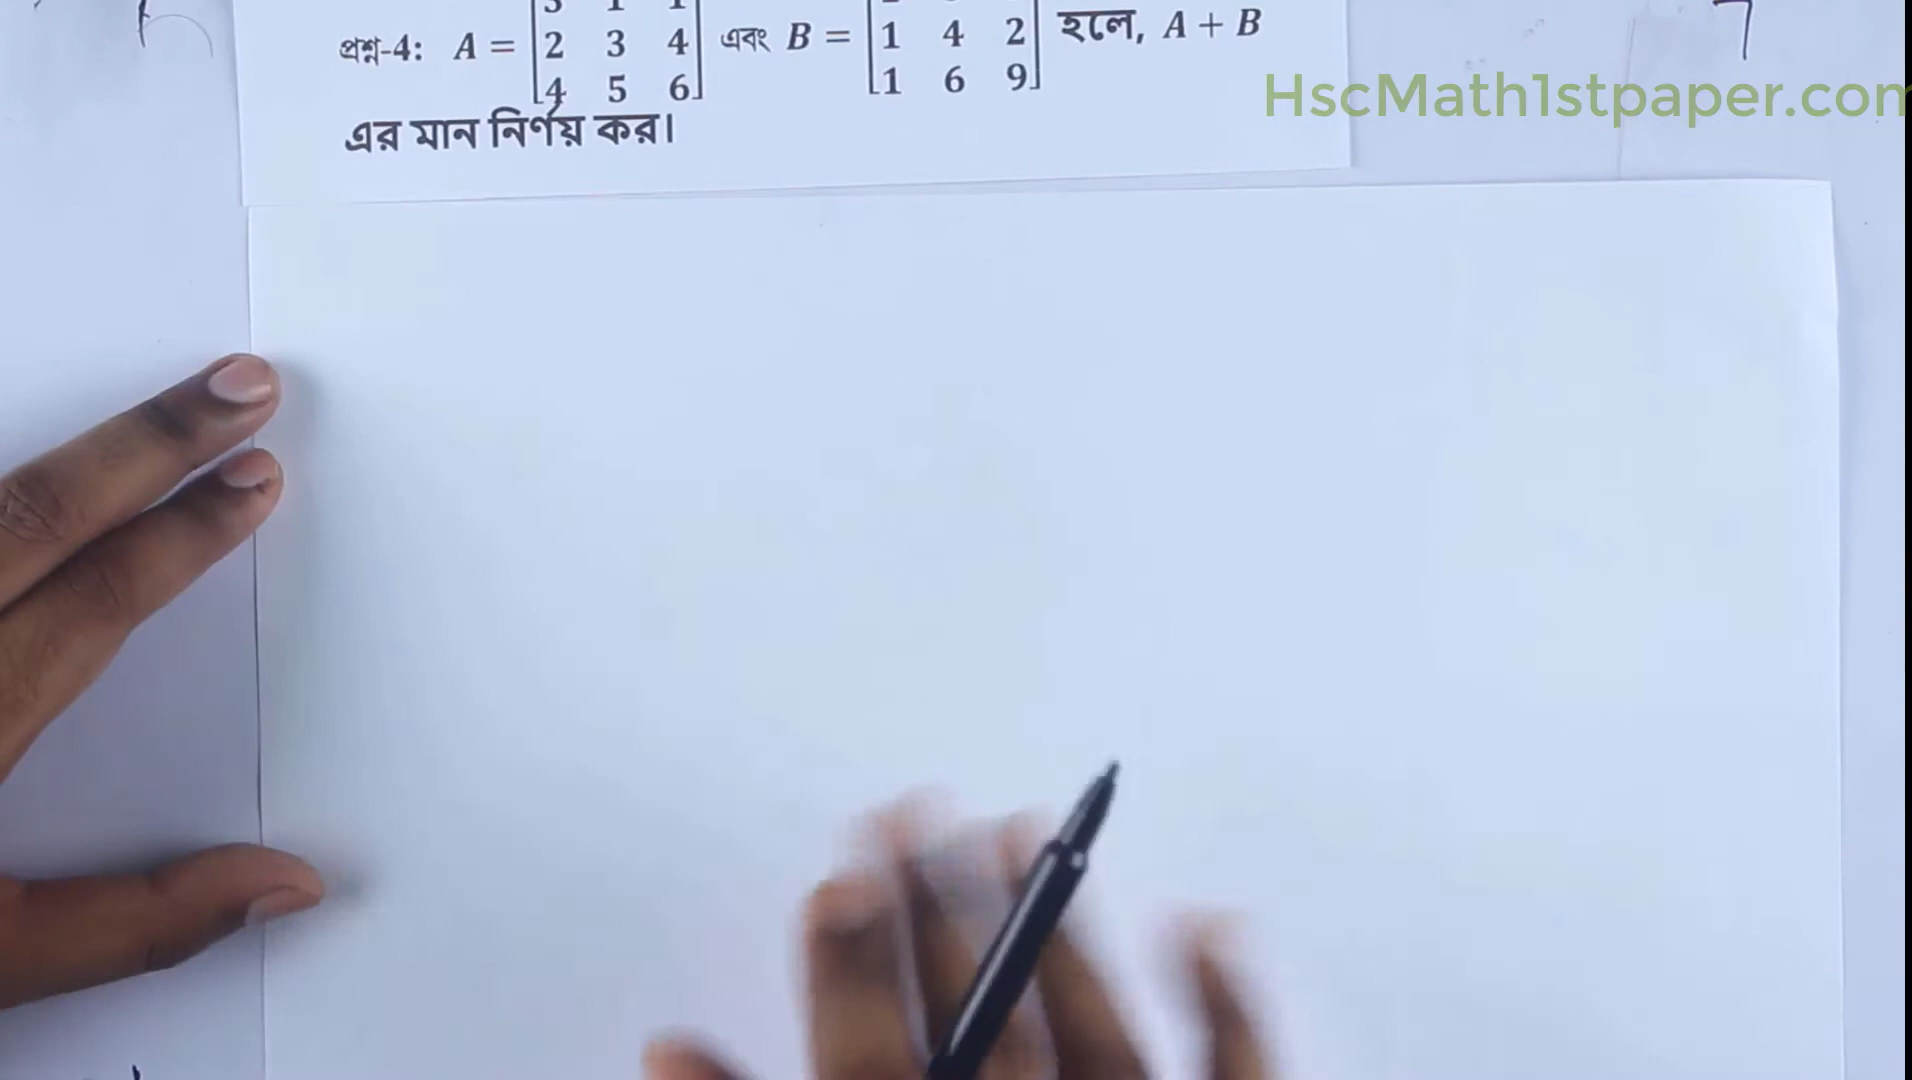 প্রশ্ন-4: A = [2 3 4 এবং B = [1 4 2] হলে, A + B
4 5 6] 1 6 9]
এর মান নির্ণয় কর।
HscMath1stpaper.com